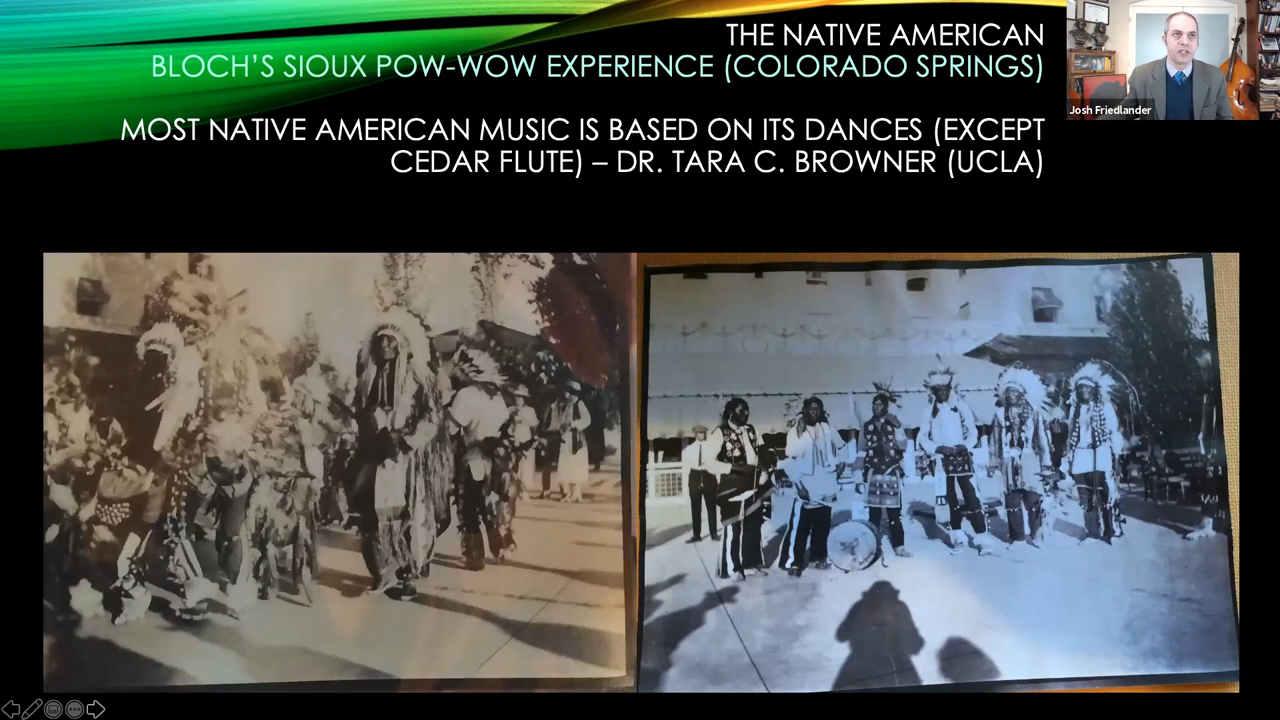 THE NATIVE AMERICAN
BLOCH'S SIOUX POW-WOW EXPERIENCE (COLORADO SPRINGS)
MOST NATIVE AMERICAN MUSIC IS BASED ON ITS DANCES (EXCEPT
CEDAR FLUTE) – DR. TARA C. BROWNER (UCLA)
Josh Friedlander